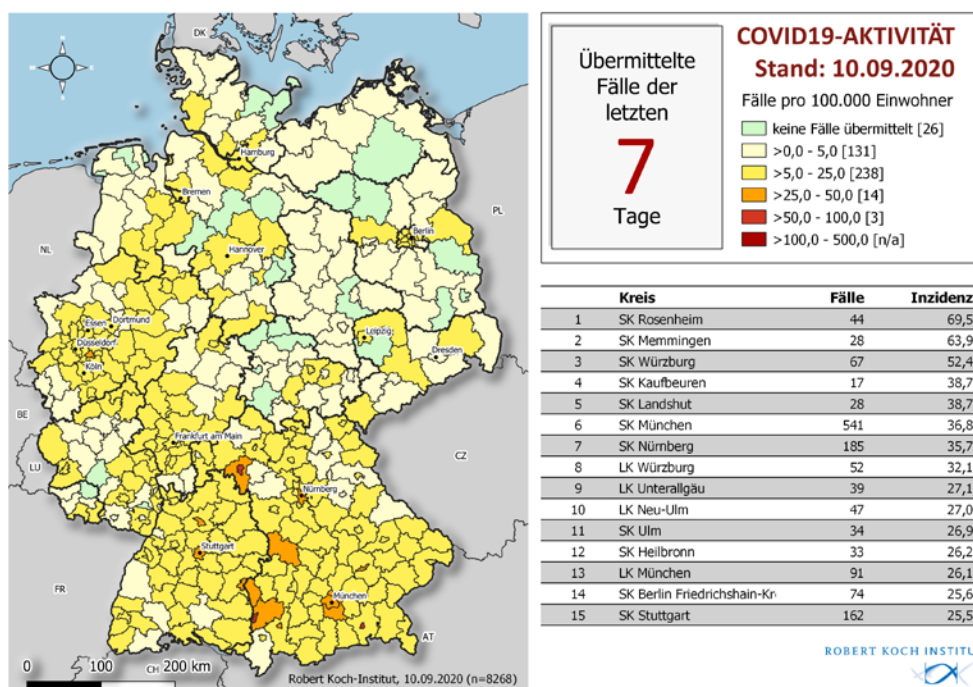 DK
PL
NL
BE
LU
CZ
FR
CH
AT
Hamburg
Bremen
Berlin
Hannover
Essen
Dortmund
Düsseldorf
Köln
Leipzig
Dresden
Frankfurt am Main
Nürnberg
Stuttgart
München
0 100 200 km
Robert Koch-Institut, 10.09.2020 (n=8268)
Übermittelte
Fälle der
letzten
7
Tage
COVID19-AKTIVITÄT
Stand: 10.09.2020
Fälle pro 100.000 Einwohner
keine Fälle übermittelt [26]
>0,0 - 5,0 [131]
>5,0 - 25,0 [238]
>25,0 - 50,0 [14]
>50,0 - 100,0 [3]
>100,0 - 500,0 [n/a]
Kreis Fälle Inzidenz
1 SK Rosenheim 44 69,5
2 SK Memmingen 28 63,9
3 SK Würzburg 67 52,4
4 SK Kaufbeuren 17 38,7
5 SK Landshut 28 38,7
6 SK München 541 36,8
7 SK Nürnberg 185 35,7
8 LK Würzburg 52 32,1
9 LK Unterallgäu 39 27,1
10 LK Neu-Ulm 47 27,0
11 SK Ulm 34 26,9
12 SK Heilbronn 33 26,2
13 LK München 91 26,1
14 SK Berlin Friedrichshain-Kr 74 25,6
15 SK Stuttgart 162 25,5
ROBERT KOCH INSTITU